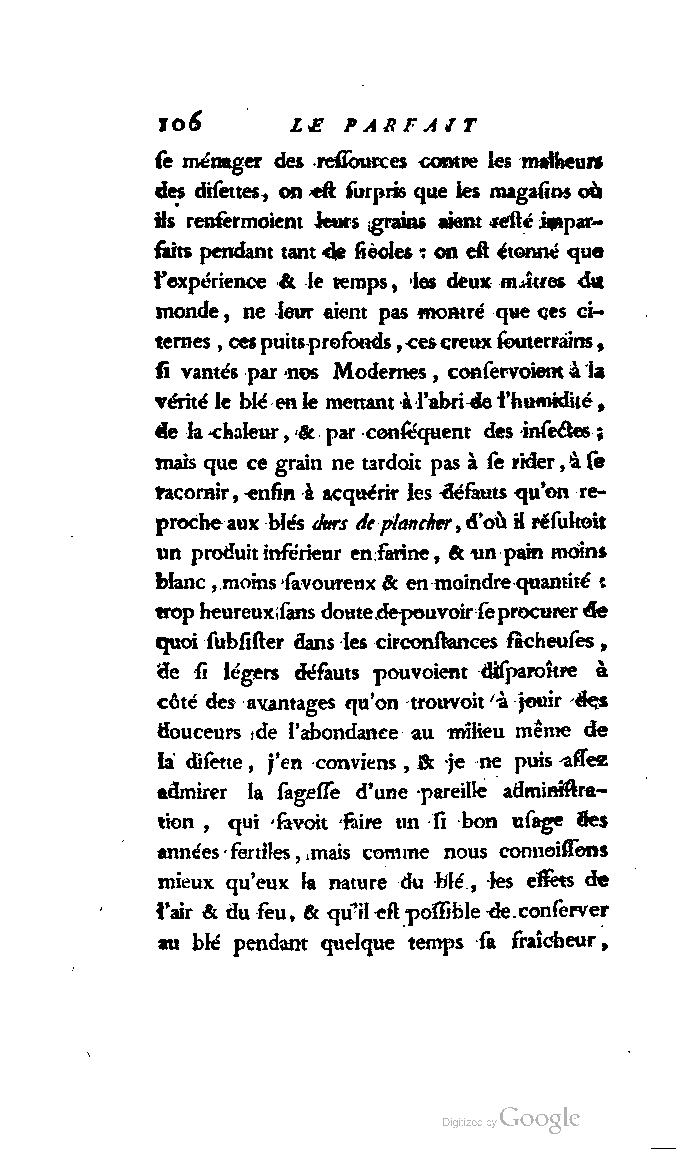 106 LE PARFAIT
ſe ménager des reſſources contre les malheurs
des diſettes, on eſt ſurpris que les magaſins où
ils renfermoient leurs grains aient reſté impar-
faits pendant tant de ſiècles : on eſt étonné que
l'expérience & le temps, les deux maîtres du
monde, ne leur aient pas montré que ces ci-
ternes, ces puits profonds, ces creux ſouterrains,
ſi vantés par nos Modernes, conſervoient à la
vérité le blé en le mettant à l'abri de l'humidité,
de la chaleur, & par conſéquent des inſectes ;
mais que ce grain ne tardoit pas à ſe rider, à ſe
racornir, enfin à acquérir les défauts qu'on re-
proche aux blés durs de plancher, d'où il réſultoit
un produit inférieur en farine, & un pain moins
blanc, moins ſavoureux & en moindre quantité :
trop heureux ſans doute de pouvoir ſe procurer de
quoi ſubſiſter dans les circonſtances fâcheuſes,
de ſi légers défauts pouvoient diſparoître à
côté des avantages qu'on trouvoit à jouir des
douceurs de l'abondance au milieu même de
la diſette, j'en conviens, & je ne puis aſſez
admirer la ſageſſe d'une pareille adminiſtra-
tion, qui ſavoit faire un ſi bon uſage des
années fertiles, mais comme nous connoiſſons
mieux qu'eux la nature du blé, les effets de
l'air & du feu, & qu'il eſt poſſible de conſerver
au blé pendant quelque temps ſa fraîcheur,
Digitized by Google